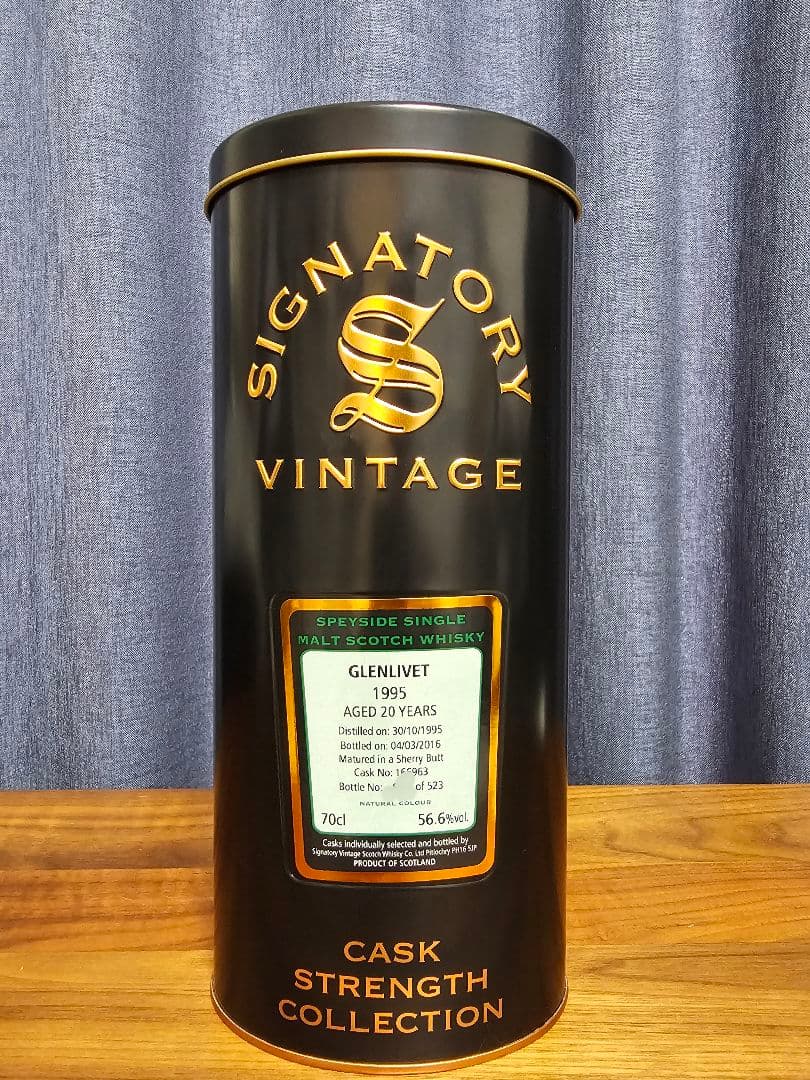 SIGNATORY
S
VINTAGE
SPEYSIDE SINGLE
MALT SCOTCH WHISKY
GLENLIVET
1995
AGED 20 YEARS
Distilled on: 30/10/1995
Bottled on: 04/03/2016
Matured in a Sherry Butt
Cask No:
Bottle No: of 523
NATURAL COLOUR
70cl 56.6%vol.
Casks individually selected and bottled by
Signatory Vintage Scotch Whisky Co. Ltd Pitlochry PH16 5JP
PRODUCT OF SCOTLAND
CASK
STRENGTH
COLLECTION